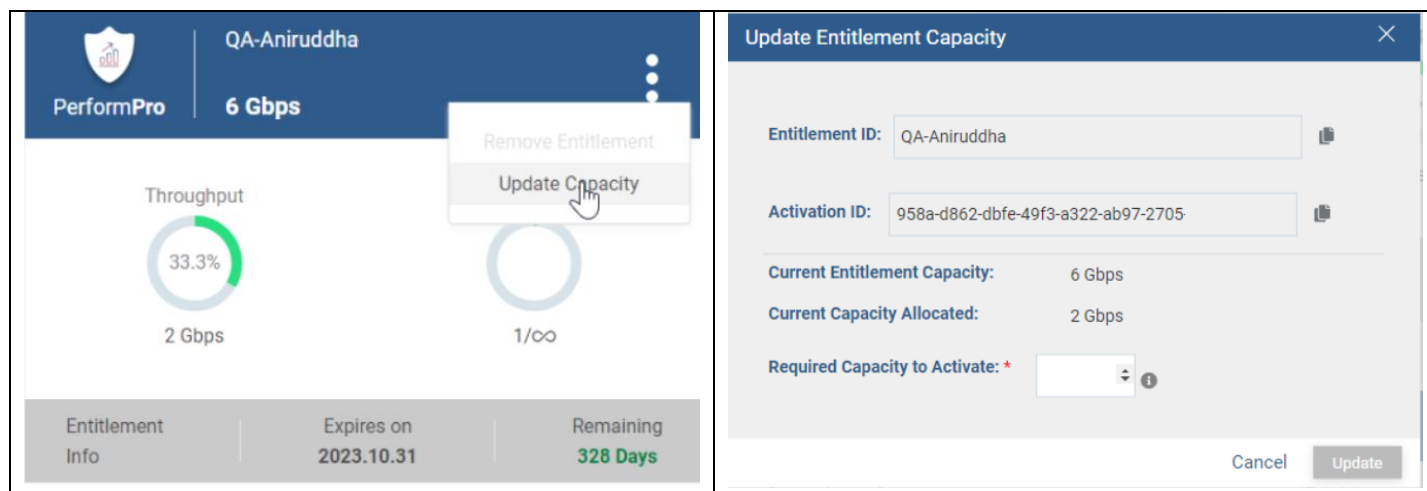 QA-Aniruddha
PerformPro
6 Gbps
Remove Entitlement
Update Capacity
Throughput
33.3%
2 Gbps
1/∞
Entitlement Info
Expires on
2023.10.31
Remaining
328 Days
Update Entitlement Capacity
Entitlement ID:
QA-Aniruddha
Activation ID:
958a-d862-dbfe-49f3-a322-ab97-2705-
Current Entitlement Capacity:
6 Gbps
Current Capacity Allocated:
2 Gbps
Required Capacity to Activate: *
Cancel
Update